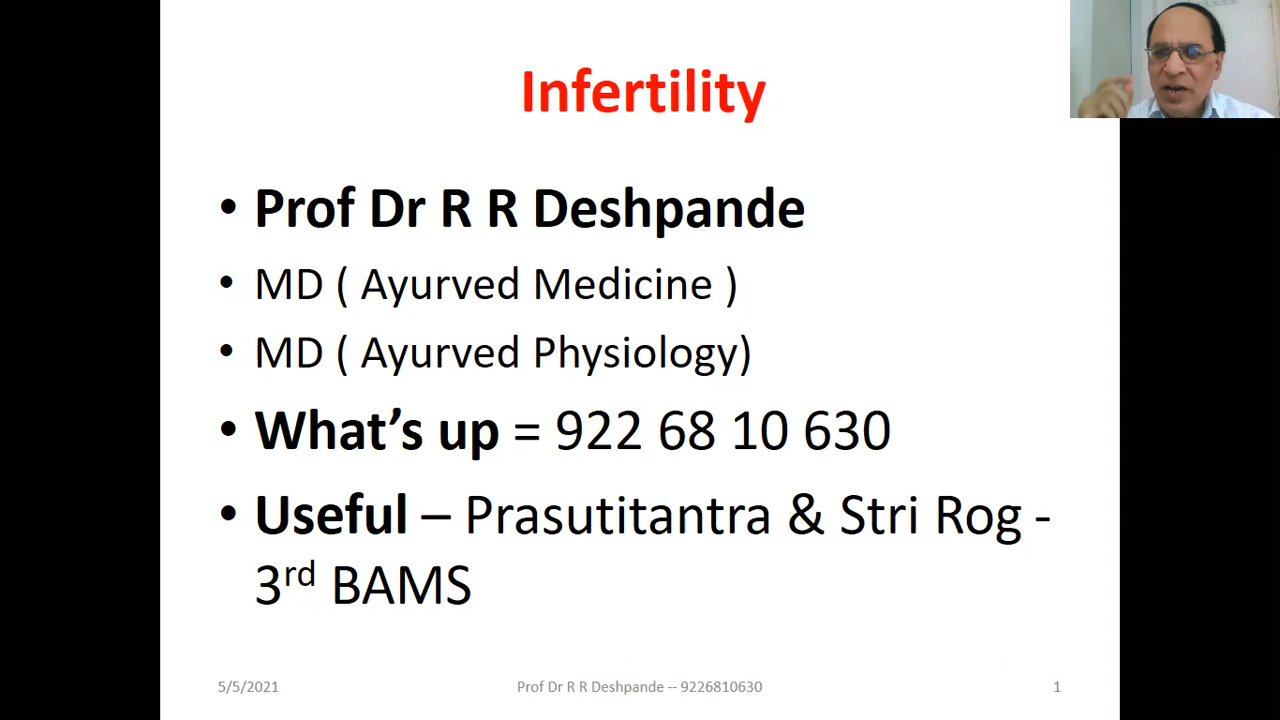 Infertility
• Prof Dr R R Deshpande
• MD ( Ayurved Medicine )
• MD ( Ayurved Physiology)
• What’s up = 922 68 10 630
• Useful – Prasutitantra & Stri Rog -
3rd BAMS
5/5/2021
Prof Dr R R Deshpande -- 9226810630
1